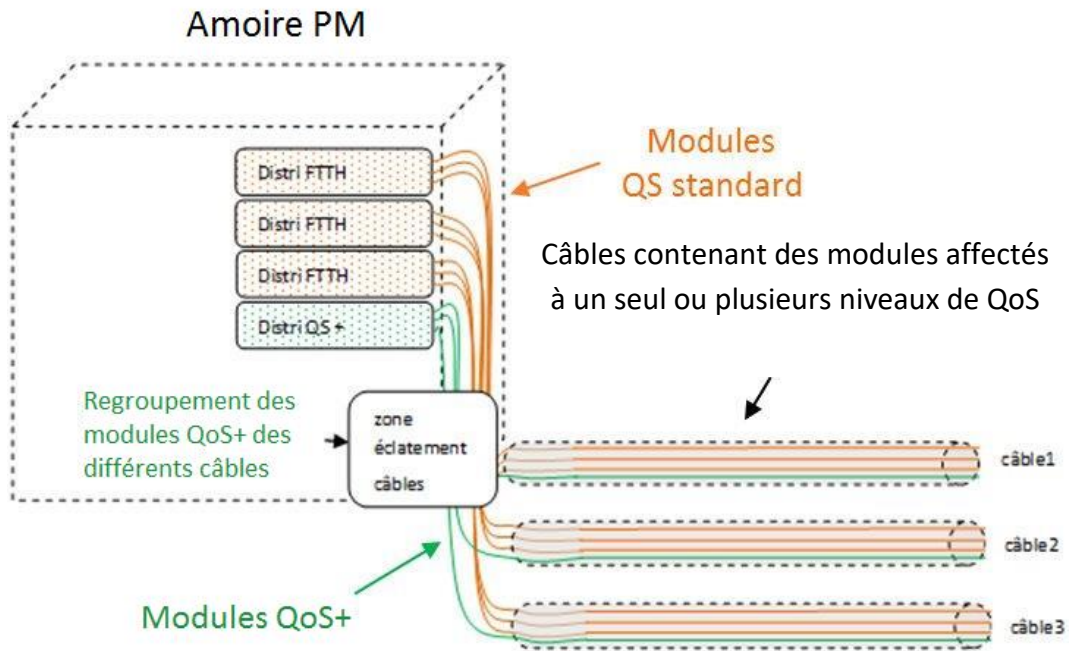 Amoire PM
Distri FTTH
Distri FTTH
Distri FTTH
Distri QS +
Modules
QS standard
Câbles contenant des modules affectés
à un seul ou plusieurs niveaux de QoS
Regroupement des
modules QoS+ des
différents câbles
zone
éclatement
câbles
câble1
câble2
câble3
Modules QoS+